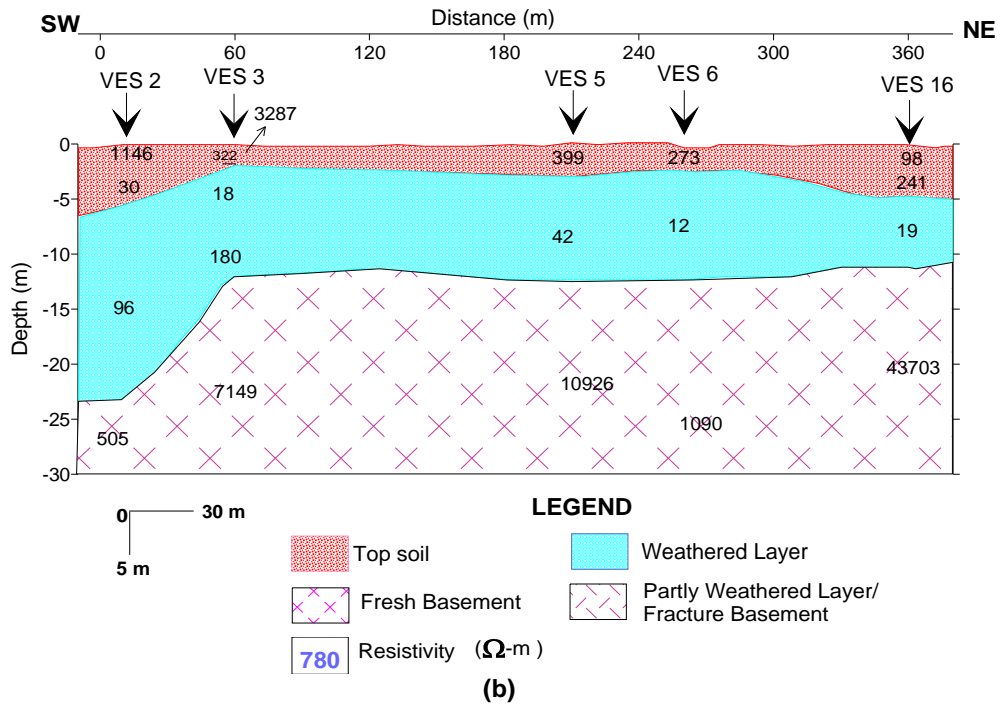 SW
Distance (m)
NE
0 60 120 180 240 300 360
VES 2
VES 3
VES 5
VES 6
VES 16
3287
0
-5
-10
-15
-20
-25
-30
Depth (m)
1146
322
399
273
98
30
18
241
42
12
19
180
96
7149
10926
43703
505
1090
0
30 m
5 m
LEGEND
Top soil
Weathered Layer
Fresh Basement
Partly Weathered Layer/
Fracture Basement
780
Resistivity (Ω-m )
(b)